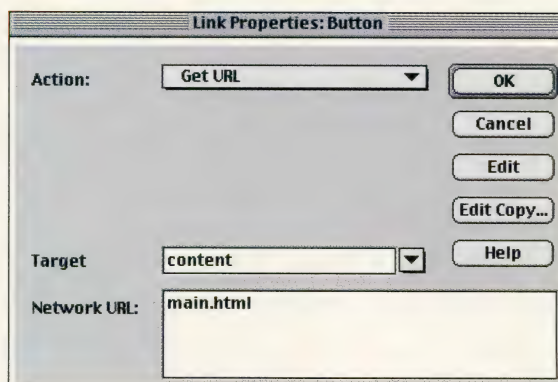 Link Properties: Button
Action:
Get URL
OK
Cancel
Edit
Edit Copy...
Target
content
Help
Network URL:
main.html